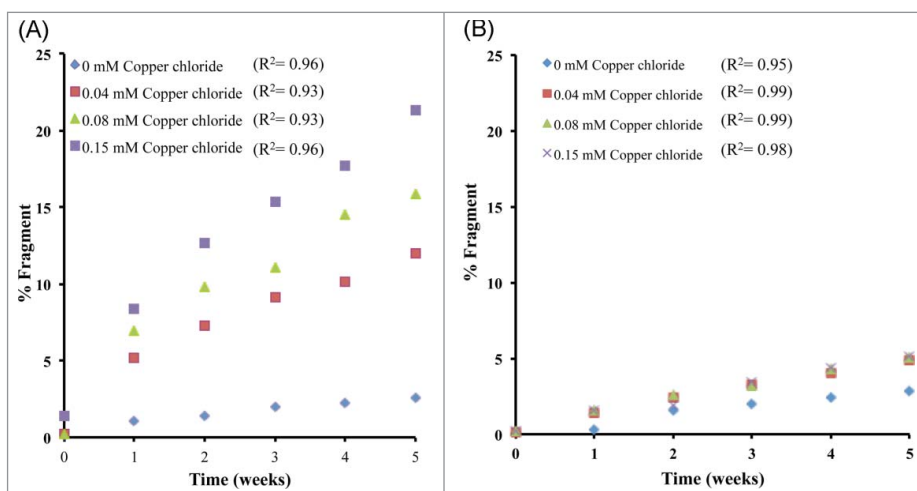 (A)
25
20
15
10
5
0
% Fragment
0 mM Copper chloride (R²= 0.96)
0.04 mM Copper chloride (R²= 0.93)
0.08 mM Copper chloride (R²= 0.93)
0.15 mM Copper chloride (R²= 0.96)
0 1 2 3 4 5
Time (weeks)
(B)
25
20
15
10
5
0
% Fragment
0 mM Copper chloride (R²= 0.95)
0.04 mM Copper chloride (R²= 0.99)
0.08 mM Copper chloride (R²= 0.99)
0.15 mM Copper chloride (R²= 0.98)
0 1 2 3 4 5
Time (weeks)